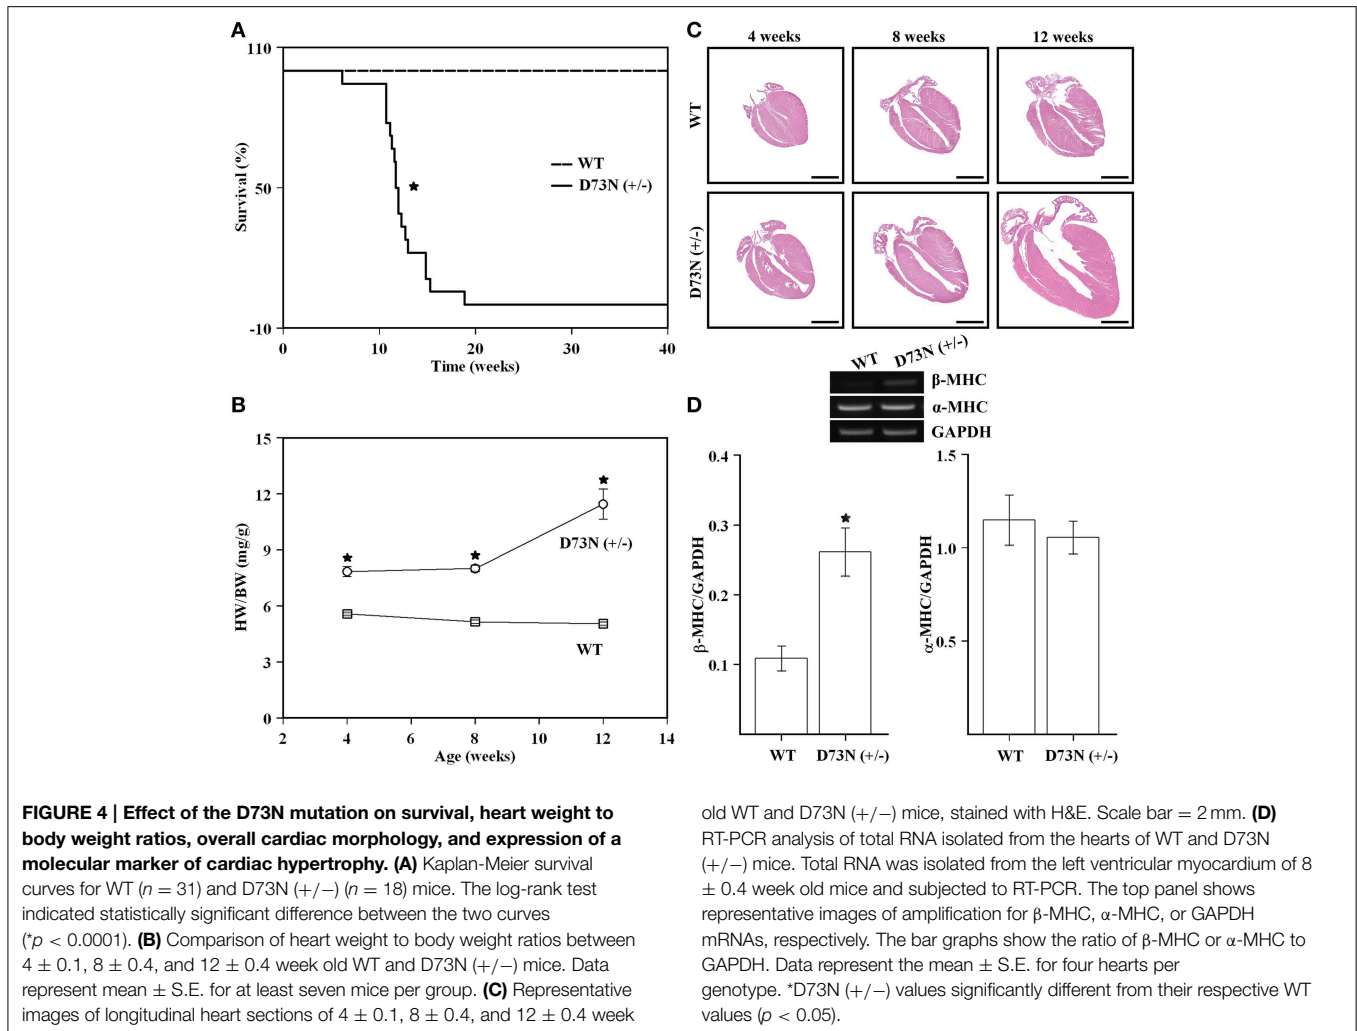 A
110
50
-10
Survival (%)
WT
D73N (+/-)
★
0 10 20 30 40
Time (weeks)
B
15
12
9
6
3
0
HW/BW (mg/g)
★ ★ ★
D73N (+/-)
WT
2 4 6 8 10 12 14
Age (weeks)
C
4 weeks 8 weeks 12 weeks
WT
D73N (+/-)
D
WT D73N (+/-)
β-MHC
α-MHC
GAPDH
0.4
0.3
0.2
0.1
β-MHC/GAPDH
★
WT D73N (+/-)
1.5
1.0
0.5
α-MHC/GAPDH
WT D73N (+/-)
FIGURE 4 | Effect of the D73N mutation on survival, heart weight to
body weight ratios, overall cardiac morphology, and expression of a
molecular marker of cardiac hypertrophy. (A) Kaplan-Meier survival
curves for WT (n = 31) and D73N (+/−) (n = 18) mice. The log-rank test
indicated statistically significant difference between the two curves
(*p < 0.0001). (B) Comparison of heart weight to body weight ratios between
4 ± 0.1, 8 ± 0.4, and 12 ± 0.4 week old WT and D73N (+/−) mice. Data
represent mean ± S.E. for at least seven mice per group. (C) Representative
images of longitudinal heart sections of 4 ± 0.1, 8 ± 0.4, and 12 ± 0.4 week
old WT and D73N (+/−) mice, stained with H&E. Scale bar = 2 mm. (D)
RT-PCR analysis of total RNA isolated from the hearts of WT and D73N
(+/−) mice. Total RNA was isolated from the left ventricular myocardium of 8
± 0.4 week old mice and subjected to RT-PCR. The top panel shows
representative images of amplification for β-MHC, α-MHC, or GAPDH
mRNAs, respectively. The bar graphs show the ratio of β-MHC or α-MHC to
GAPDH. Data represent the mean ± S.E. for four hearts per
genotype. *D73N (+/−) values significantly different from their respective WT
values (p < 0.05).